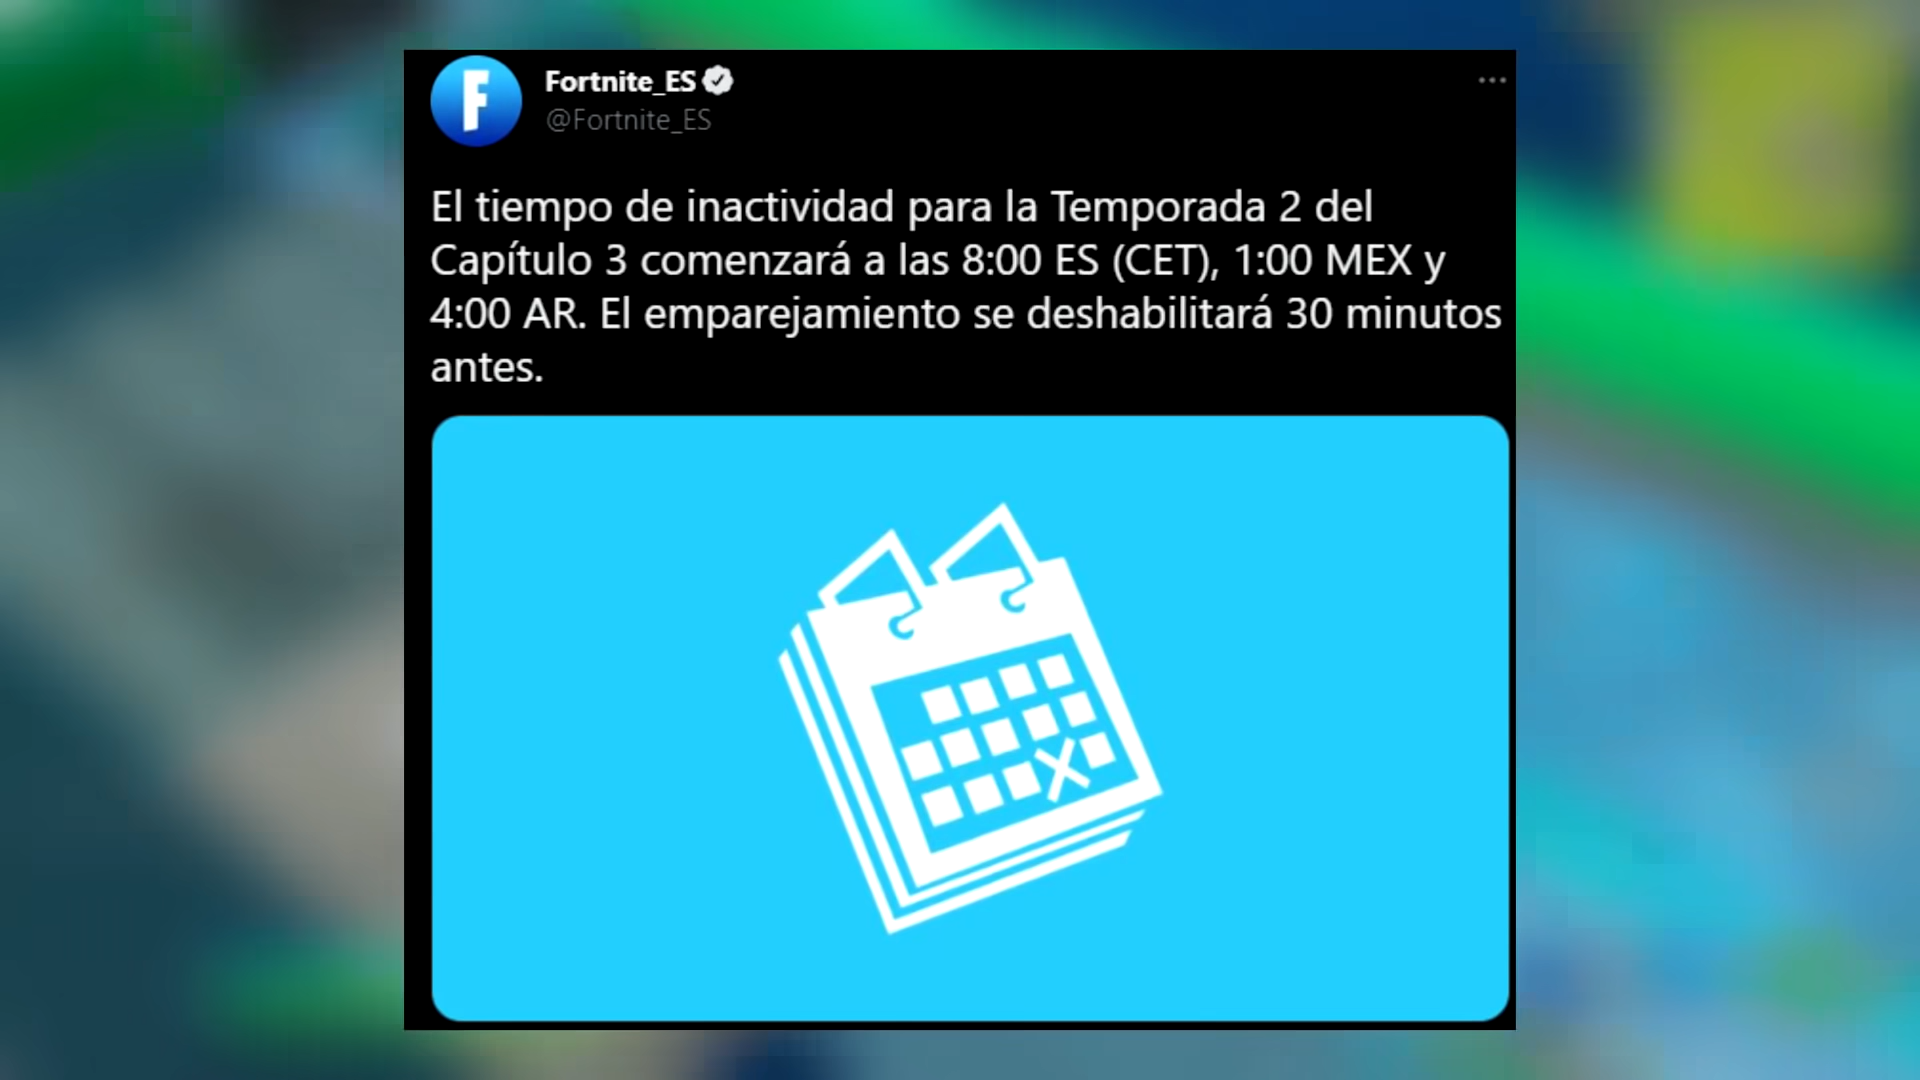 Fortnite_ES
@Fortnite_ES
El tiempo de inactividad para la Temporada 2 del
Capítulo 3 comenzará a las 8:00 ES (CET), 1:00 MEX y
4:00 AR. El emparejamiento se deshabilitará 30 minutos
antes.